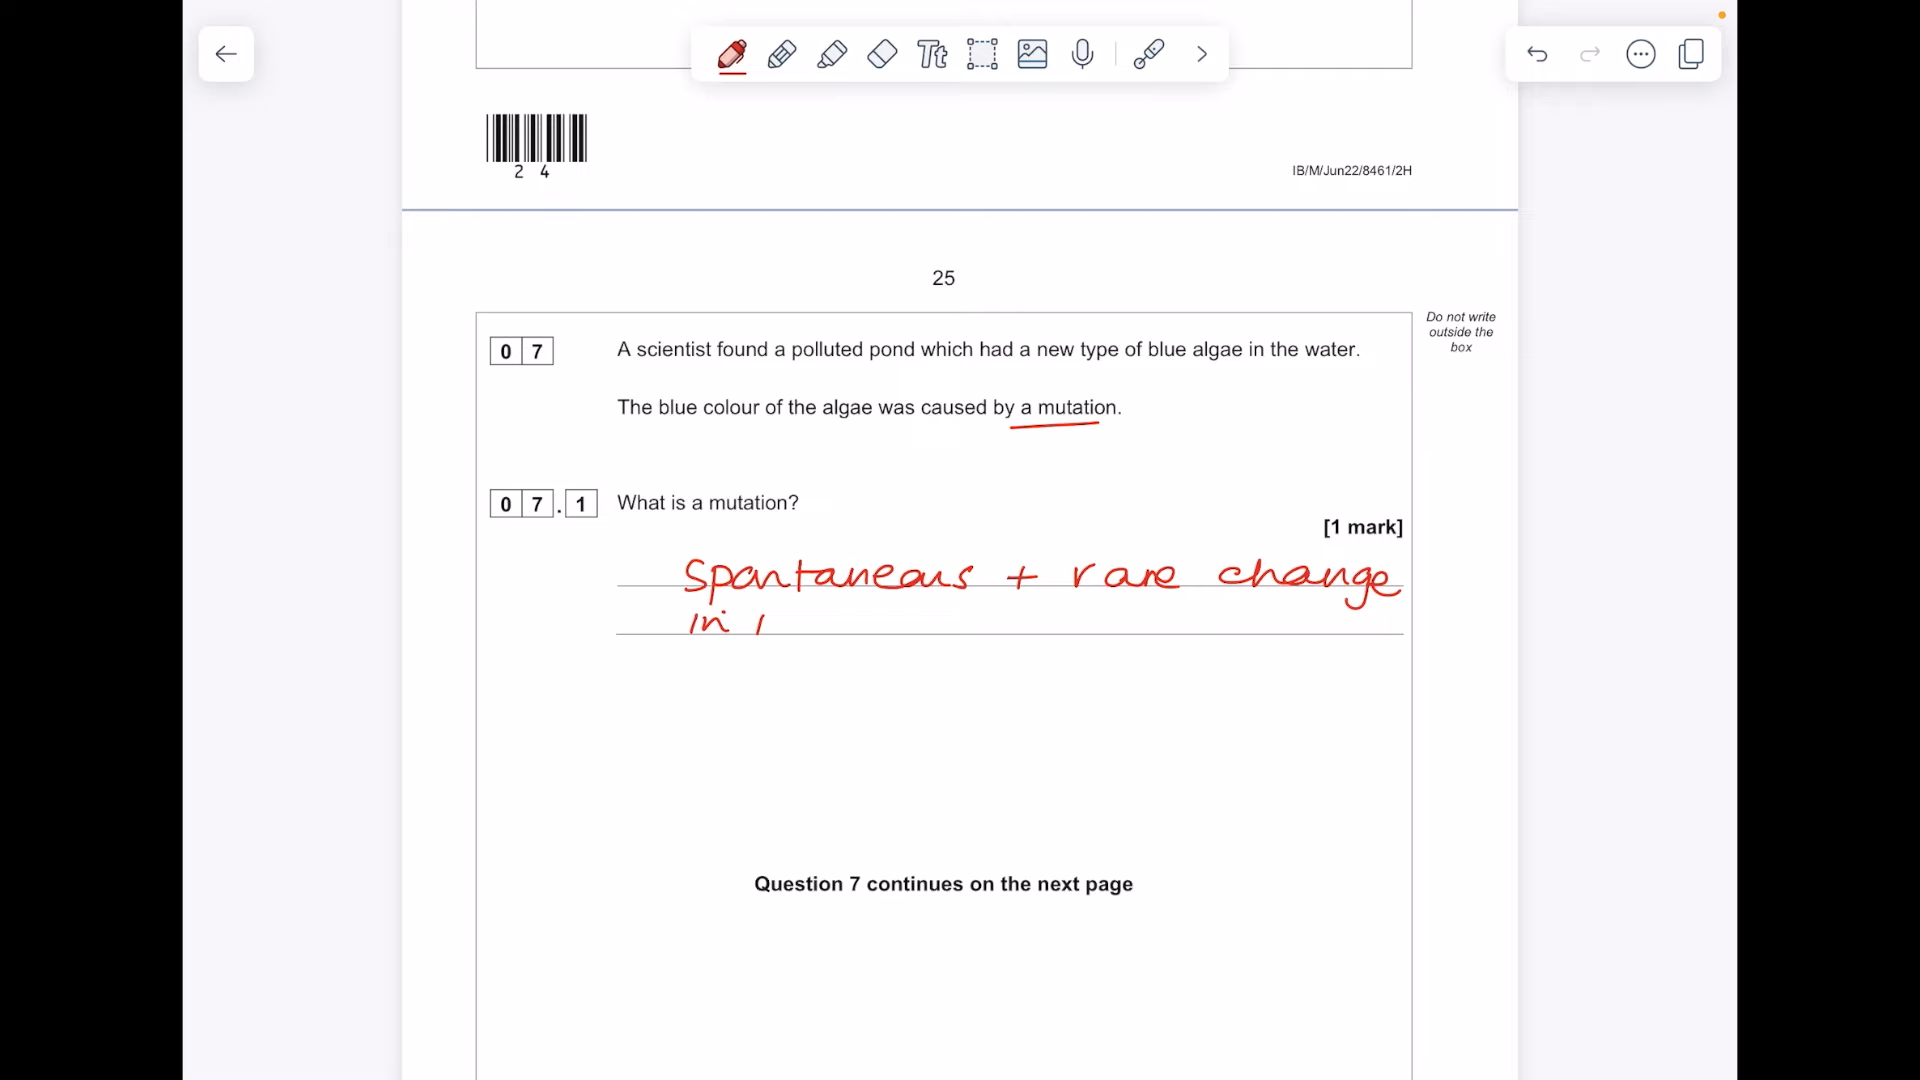 Tt
2 4
IB/M/Jun22/8461/2H
25
Do not write
outside the
box
0 7
A scientist found a polluted pond which had a new type of blue algae in the water.
The blue colour of the algae was caused by a mutation.
0 7 . 1 What is a mutation?
[1 mark]
Spontaneous + rare change
in
Question 7 continues on the next page